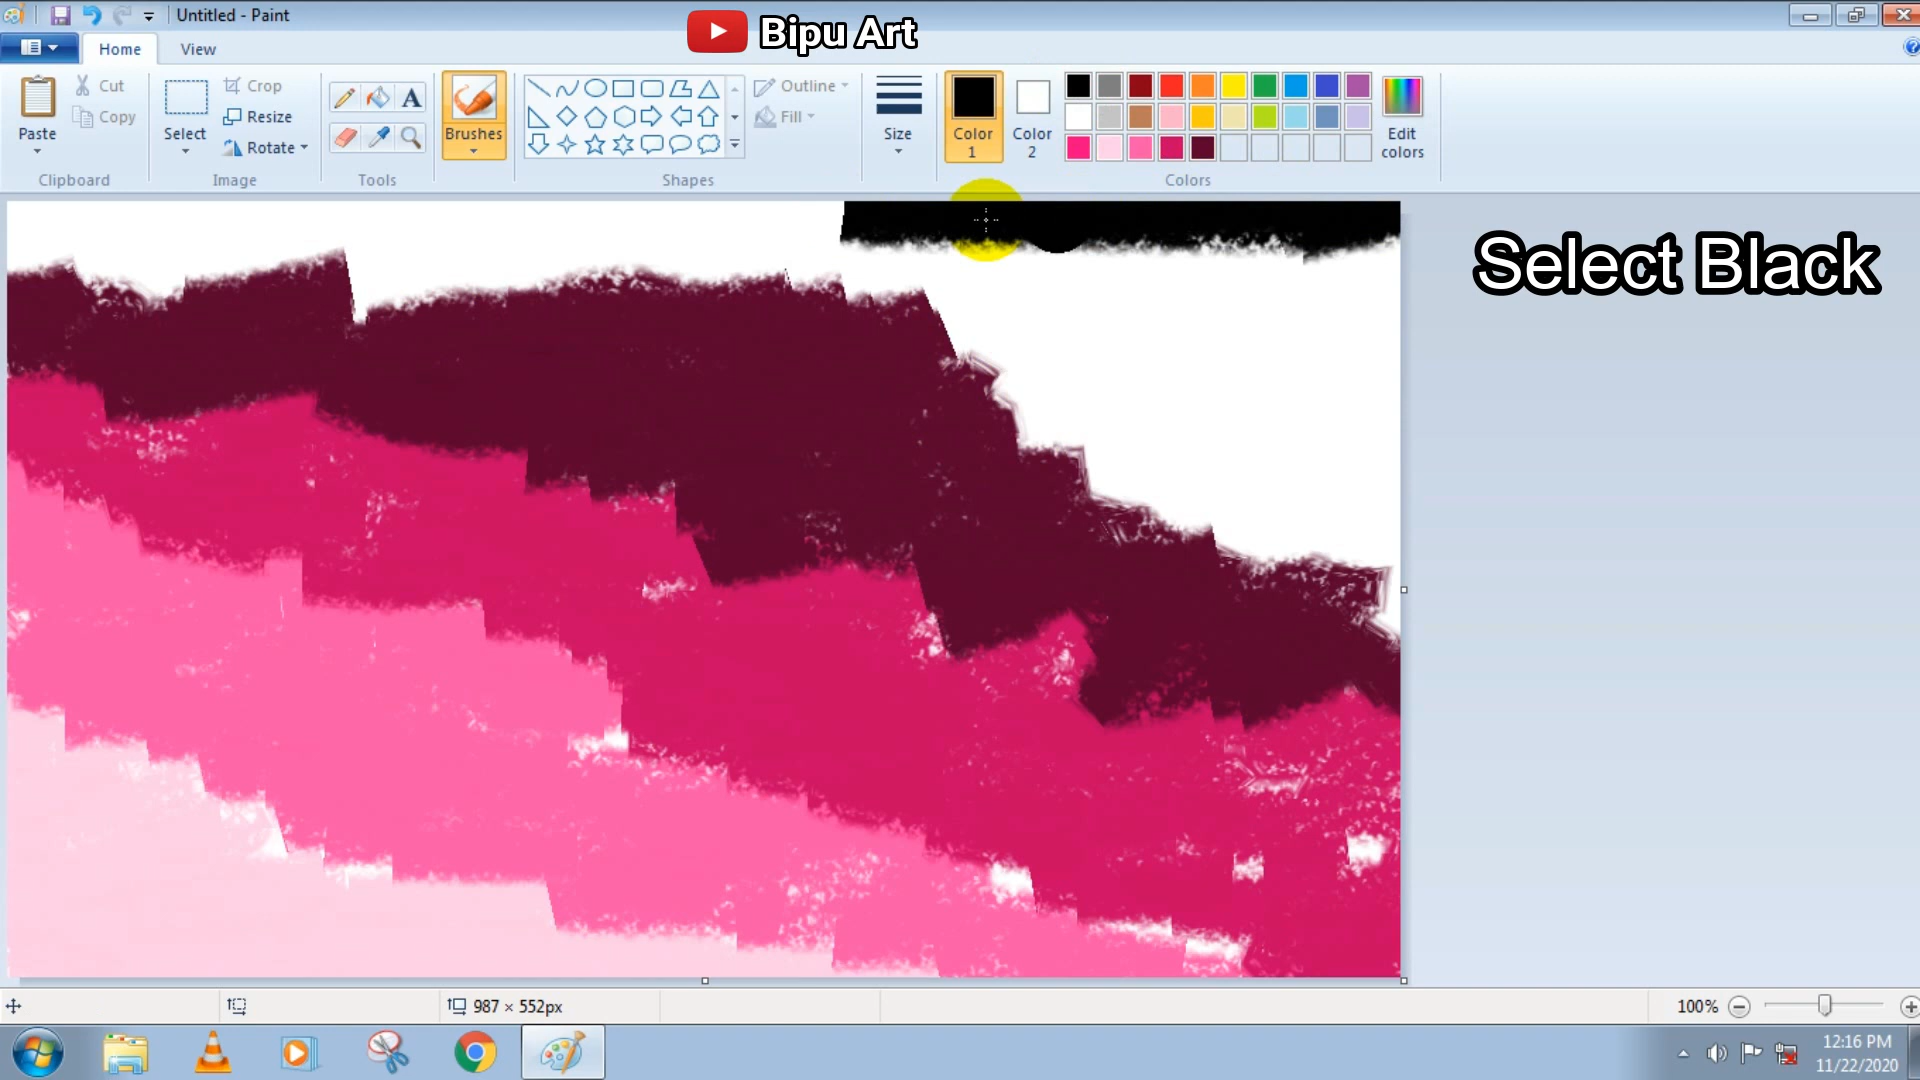 Untitled - Paint
Bipu Art
Home
View
Paste
Cut
Copy
Clipboard
Select
Crop
Resize
Rotate
Image
A
Tools
Brushes
Shapes
Outline
Fill
Size
Color
1
Color
2
Colors
Edit
colors
Select Black
987 × 552px
100%
12:16 PM
11/22/2020